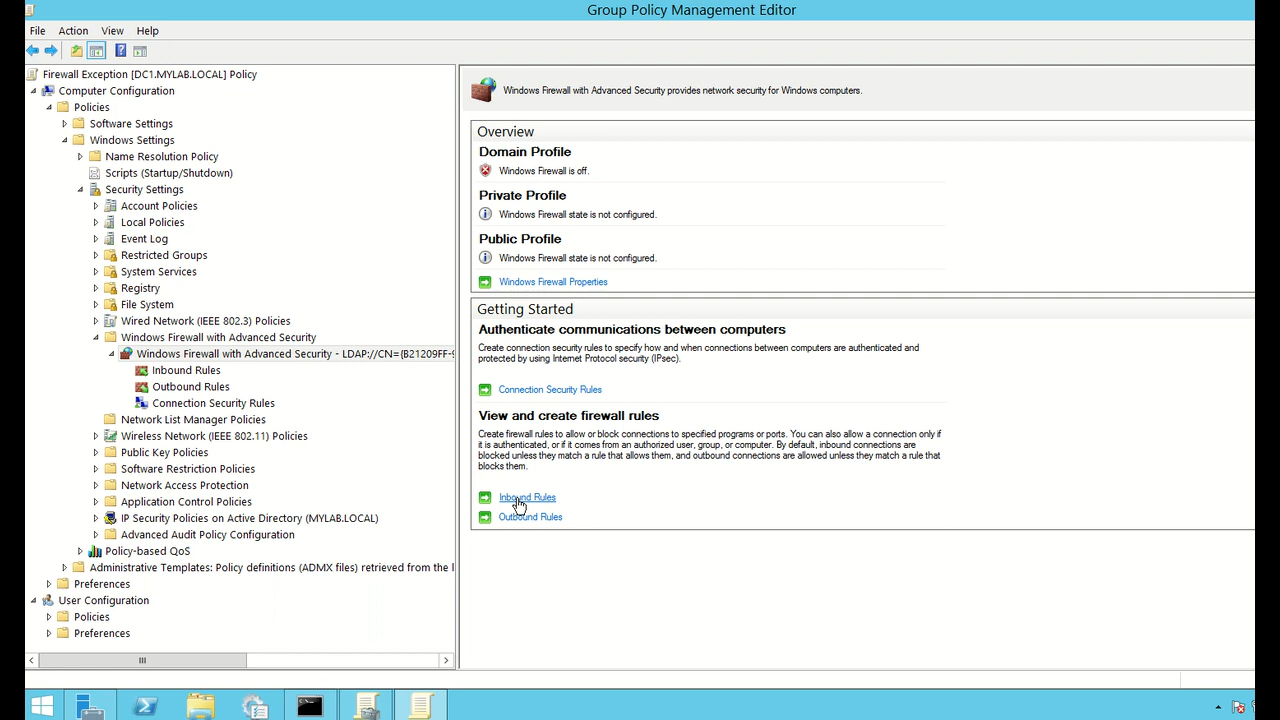 Group Policy Management Editor
File Action View Help
Firewall Exception [DC1.MYLAB.LOCAL] Policy
Computer Configuration
Policies
Software Settings
Windows Settings
Name Resolution Policy
Scripts (Startup/Shutdown)
Security Settings
Account Policies
Local Policies
Event Log
Restricted Groups
System Services
Registry
File System
Wired Network (IEEE 802.3) Policies
Windows Firewall with Advanced Security
Windows Firewall with Advanced Security - LDAP://CN={B21209FF-9
Inbound Rules
Outbound Rules
Connection Security Rules
Network List Manager Policies
Wireless Network (IEEE 802.11) Policies
Public Key Policies
Software Restriction Policies
Network Access Protection
Application Control Policies
IP Security Policies on Active Directory (MYLAB.LOCAL)
Advanced Audit Policy Configuration
Policy-based QoS
Administrative Templates: Policy definitions (ADMX files) retrieved from the l
Preferences
User Configuration
Policies
Preferences
Windows Firewall with Advanced Security provides network security for Windows computers.
Overview
Domain Profile
Windows Firewall is off.
Private Profile
Windows Firewall state is not configured.
Public Profile
Windows Firewall state is not configured.
Windows Firewall Properties
Getting Started
Authenticate communications between computers
Create connection security rules to specify how and when connections between computers are authenticated and
protected by using Internet Protocol security (IPsec).
Connection Security Rules
View and create firewall rules
Create firewall rules to allow or block connections to specified programs or ports. You can also allow a connection only if
it is authenticated, or if it comes from an authorized user, group, or computer. By default, inbound connections are
blocked unless they match a rule that allows them, and outbound connections are allowed unless they match a rule that
blocks them.
Inbound Rules
Outbound Rules